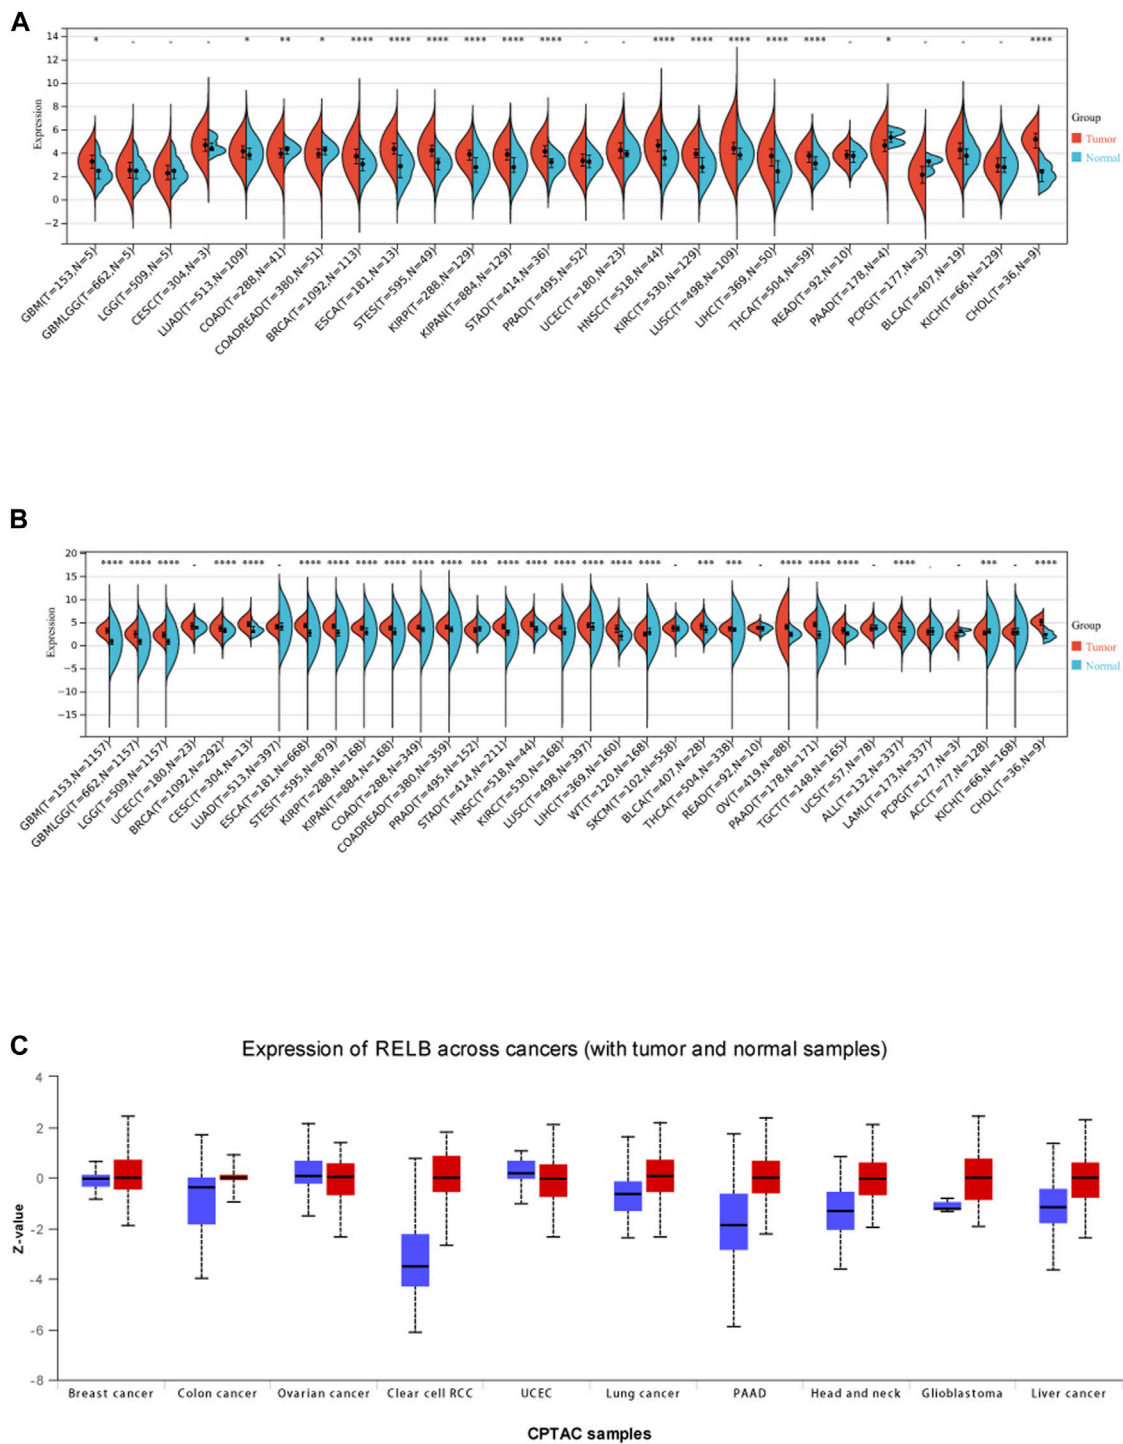 A
14
12
10
8
6
4
2
0
−2
Expression
* - - - * ** * **** **** **** **** **** **** - - **** **** **** **** **** - * - - - ****
Group
Tumor
Normal
GBM(T=153,N=5)
GBMLGG(T=662,N=5)
LGG(T=509,N=5)
CESC(T=304,N=3)
LUAD(T=513,N=109)
COAD(T=288,N=41)
COADREAD(T=380,N=51)
BRCA(T=1092,N=113)
ESCA(T=181,N=13)
STES(T=595,N=49)
KIRP(T=288,N=129)
KIPAN(T=884,N=129)
STAD(T=414,N=36)
PRAD(T=495,N=52)
UCEC(T=180,N=23)
HNSC(T=518,N=44)
KIRC(T=530,N=129)
LUSC(T=498,N=109)
LIHC(T=369,N=50)
THCA(T=504,N=59)
READ(T=92,N=10)
PAAD(T=178,N=4)
PCPG(T=177,N=3)
BLCA(T=407,N=19)
KICH(T=66,N=129)
CHOL(T=36,N=9)
B
20
15
10
5
0
−5
−10
−15
Expression
**** **** **** - **** **** - **** **** **** **** **** **** *** **** **** **** **** **** **** - *** *** - **** **** **** - **** - - *** - ****
Group
Tumor
Normal
GBM(T=153,N=1157)
GBMLGG(T=662,N=1157)
LGG(T=509,N=1157)
UCEC(T=180,N=23)
BRCA(T=1092,N=292)
CESC(T=304,N=13)
LUAD(T=513,N=397)
ESCA(T=181,N=668)
STES(T=595,N=879)
KIRP(T=288,N=168)
KIPAN(T=884,N=168)
COAD(T=288,N=349)
COADREAD(T=380,N=359)
PRAD(T=495,N=152)
STAD(T=414,N=211)
HNSC(T=518,N=44)
KIRC(T=530,N=168)
LUSC(T=498,N=397)
LIHC(T=369,N=160)
WT(T=120,N=168)
SKCM(T=102,N=558)
BLCA(T=407,N=28)
THCA(T=504,N=338)
READ(T=92,N=10)
OV(T=419,N=88)
PAAD(T=178,N=171)
TGCT(T=148,N=165)
UCS(T=57,N=78)
ALL(T=132,N=337)
LAML(T=173,N=337)
PCPG(T=177,N=3)
ACC(T=77,N=128)
KICH(T=66,N=168)
CHOL(T=36,N=9)
C
Expression of RELB across cancers (with tumor and normal samples)
4
2
0
-2
-4
-6
-8
Z-value
Breast cancer Colon cancer Ovarian cancer Clear cell RCC UCEC Lung cancer PAAD Head and neck Glioblastoma Liver cancer
CPTAC samples